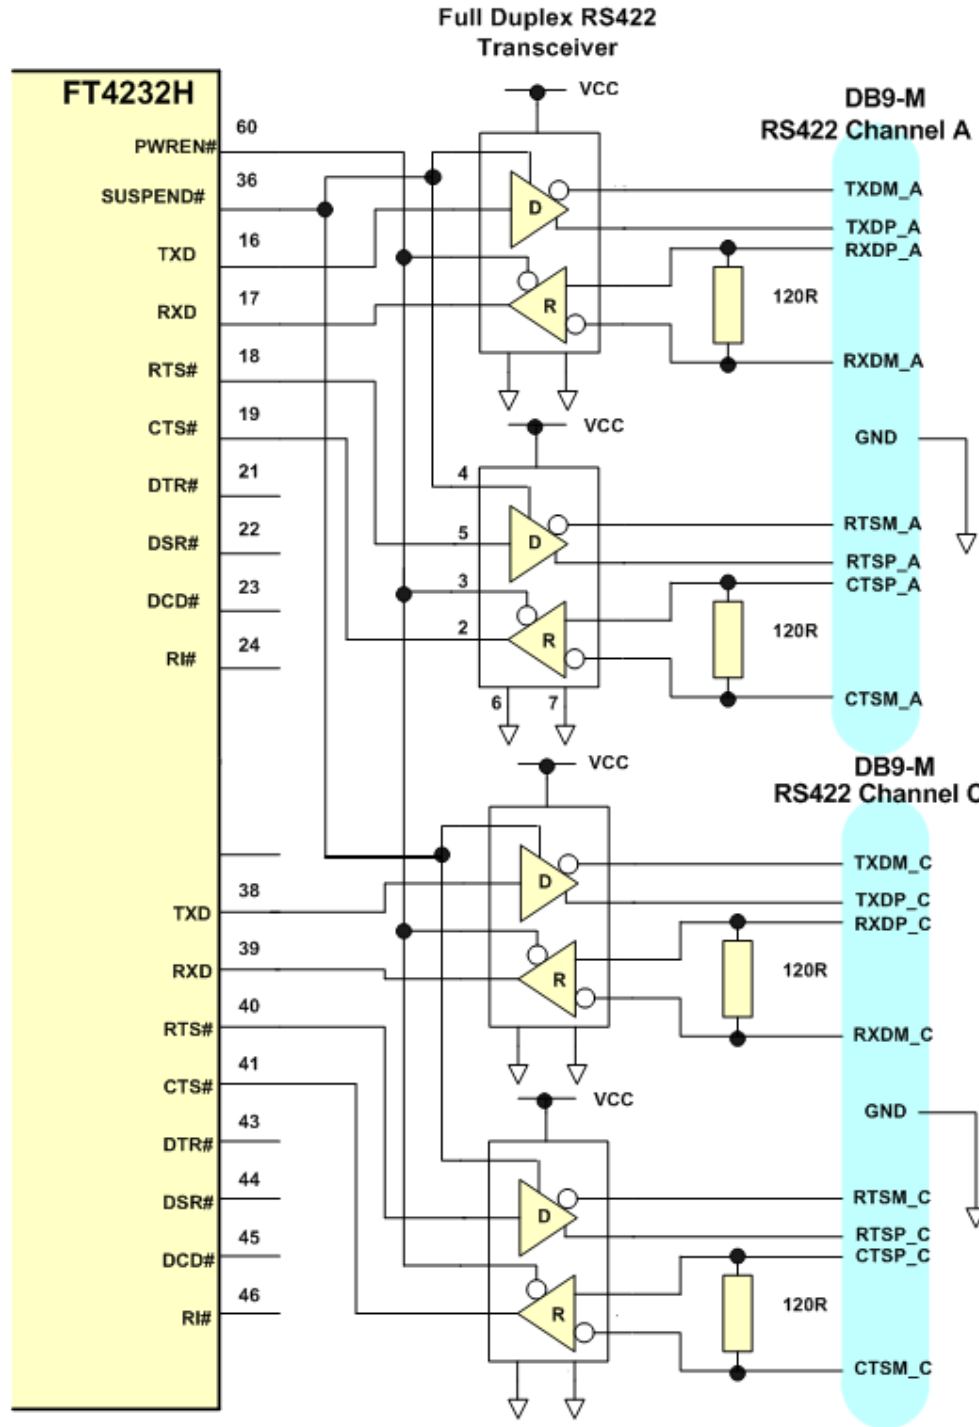 Full Duplex RS422
Transceiver
FT4232H
VCC
DB9-M
RS422 Channel A
60
PWREN#
36
SUSPEND#
16
TXD
17
RXD
18
RTS#
19
CTS#
21
DTR#
22
DSR#
23
DCD#
24
RI#
D
R
TXDM_A
TXDP_A
RXDP_A
120R
RXDM_A
GND
VCC
4
5
3
2
6
7
D
R
RTSM_A
RTSP_A
CTSP_A
120R
CTSM_A
DB9-M
RS422 Channel C
VCC
38
TXD
39
RXD
40
RTS#
41
CTS#
43
DTR#
44
DSR#
45
DCD#
46
RI#
D
R
TXDM_C
TXDP_C
RXDP_C
120R
RXDM_C
GND
VCC
D
R
RTSM_C
RTSP_C
CTSP_C
120R
CTSM_C